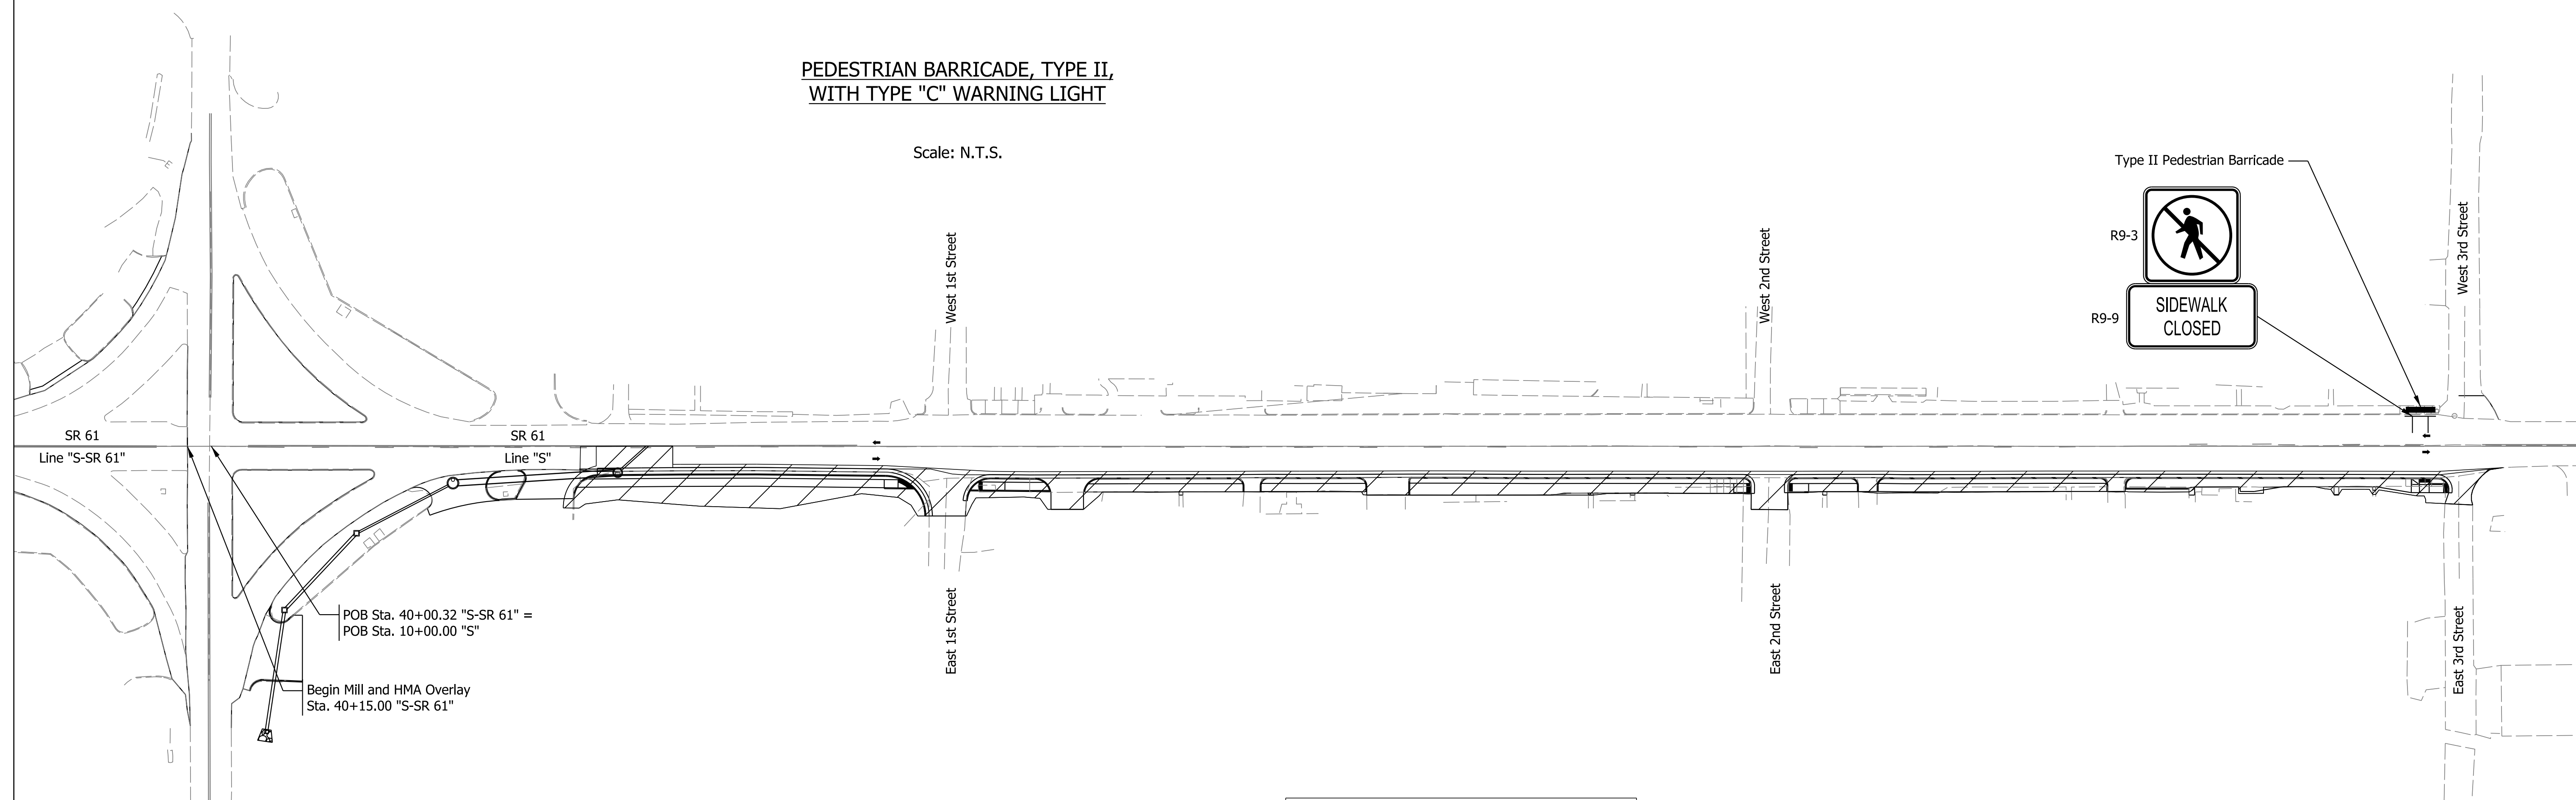 PEDESTRIAN BARRICADE, TYPE II,
WITH TYPE "C" WARNING LIGHT
Scale: N.T.S.
Type II Pedestrian Barricade
R9-3
R9-9
SIDEWALK
CLOSED
West 1st Street
West 2nd Street
West 3rd Street
SR 61
Line "S-SR 61"
SR 61
Line "S"
East 1st Street
East 2nd Street
East 3rd Street
POB Sta. 40+00.32 "S-SR 61" =
POB Sta. 10+00.00 "S"
Begin Mill and HMA Overlay
Sta. 40+15.00 "S-SR 61"
E